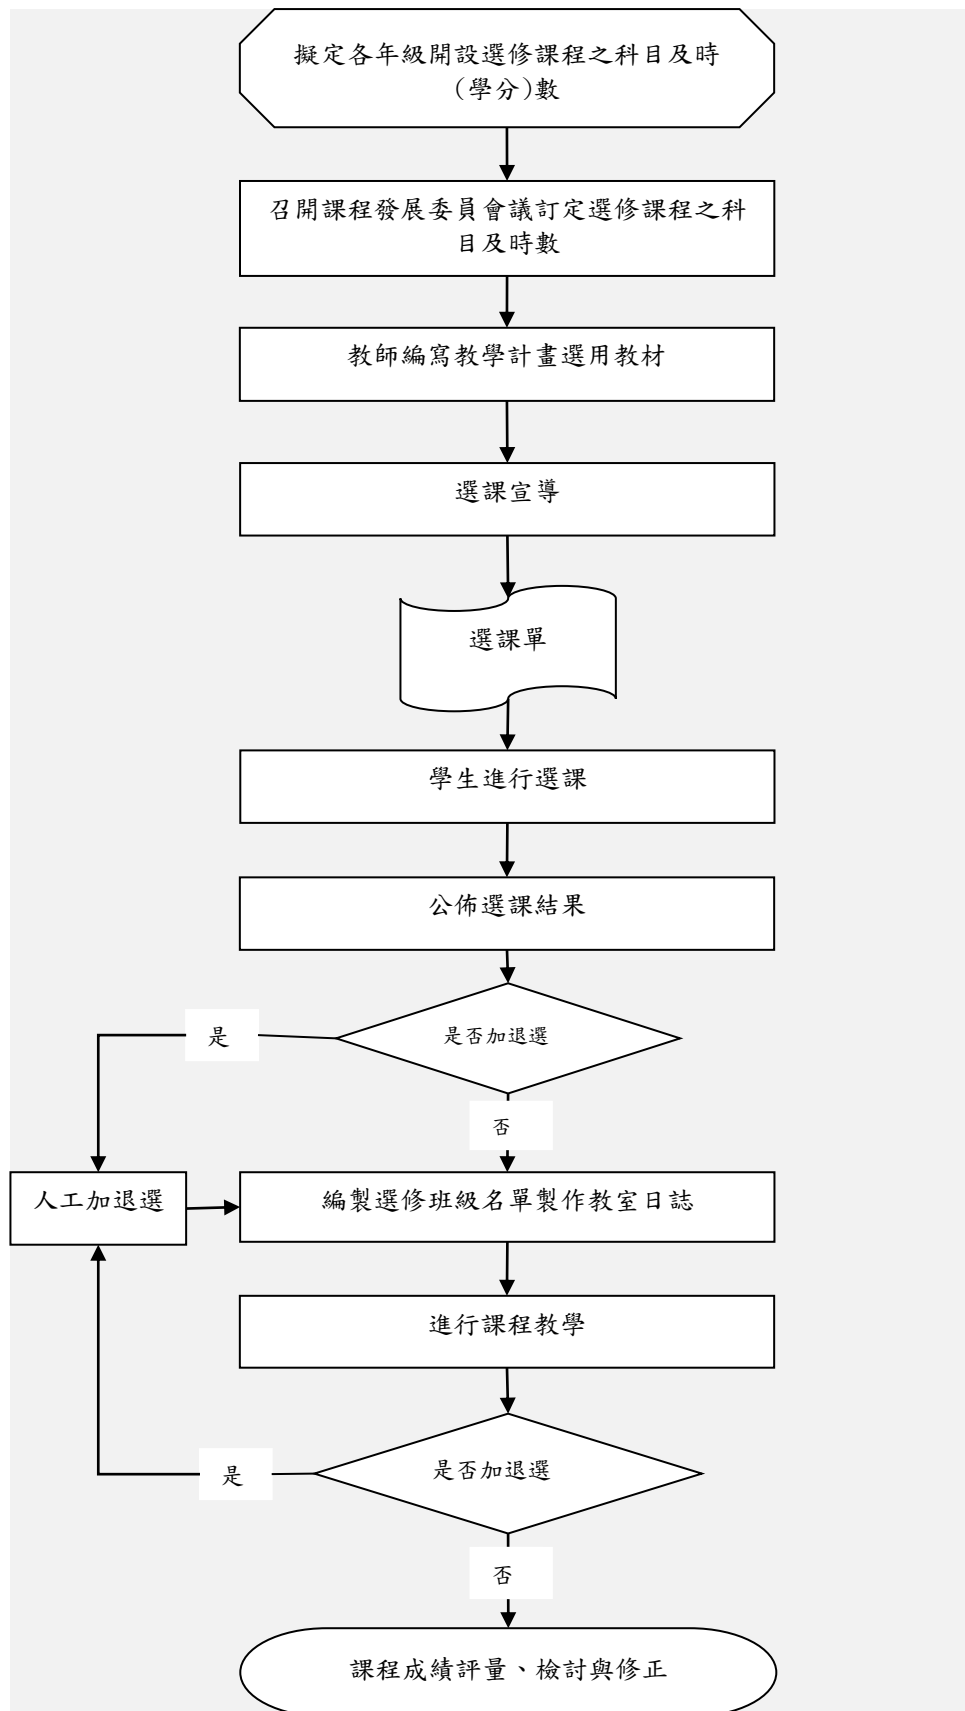 擬定各年級開設選修課程之科目及時
(學分)數
召開課程發展委員會議訂定選修課程之科
目及時數
教師編寫教學計畫選用教材
選課宣導
選課單
學生進行選課
公佈選課結果
是
是否加退選
否
人工加退選
編製選修班級名單製作教室日誌
進行課程教學
是
是否加退選
否
課程成績評量、檢討與修正